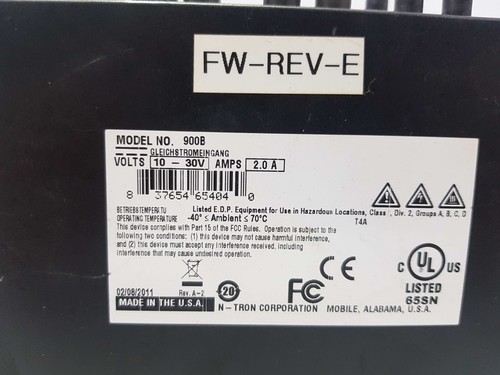 FW-REV-E
MODEL NO. 900B
GLEICHSTROMEINGANG
VOLTS 10 - 30V AMPS 2.0 A
8 37654 65404 0
BETRIEBSTEMPERATU Listed E.D.P. Equipment for Use in Hazardous Locations, Class I, Div. 2, Groups A, B, C, D
OPERATING TEMPERATURE -40° ≤ Ambient ≤ 70°C T4A
This device complies with Part 15 of the FCC Rules. Operation is subject to the
following two conditions: (1) this device may not cause harmful interference,
and (2) this device must accept any interference received, including
interference that may cause undesired operation.
C UL US
LISTED
65SN
02/08/2011 Rev. A-2 20 FC CE
MADE IN THE U.S.A. N-TRON CORPORATION MOBILE, ALABAMA, U.S.A.